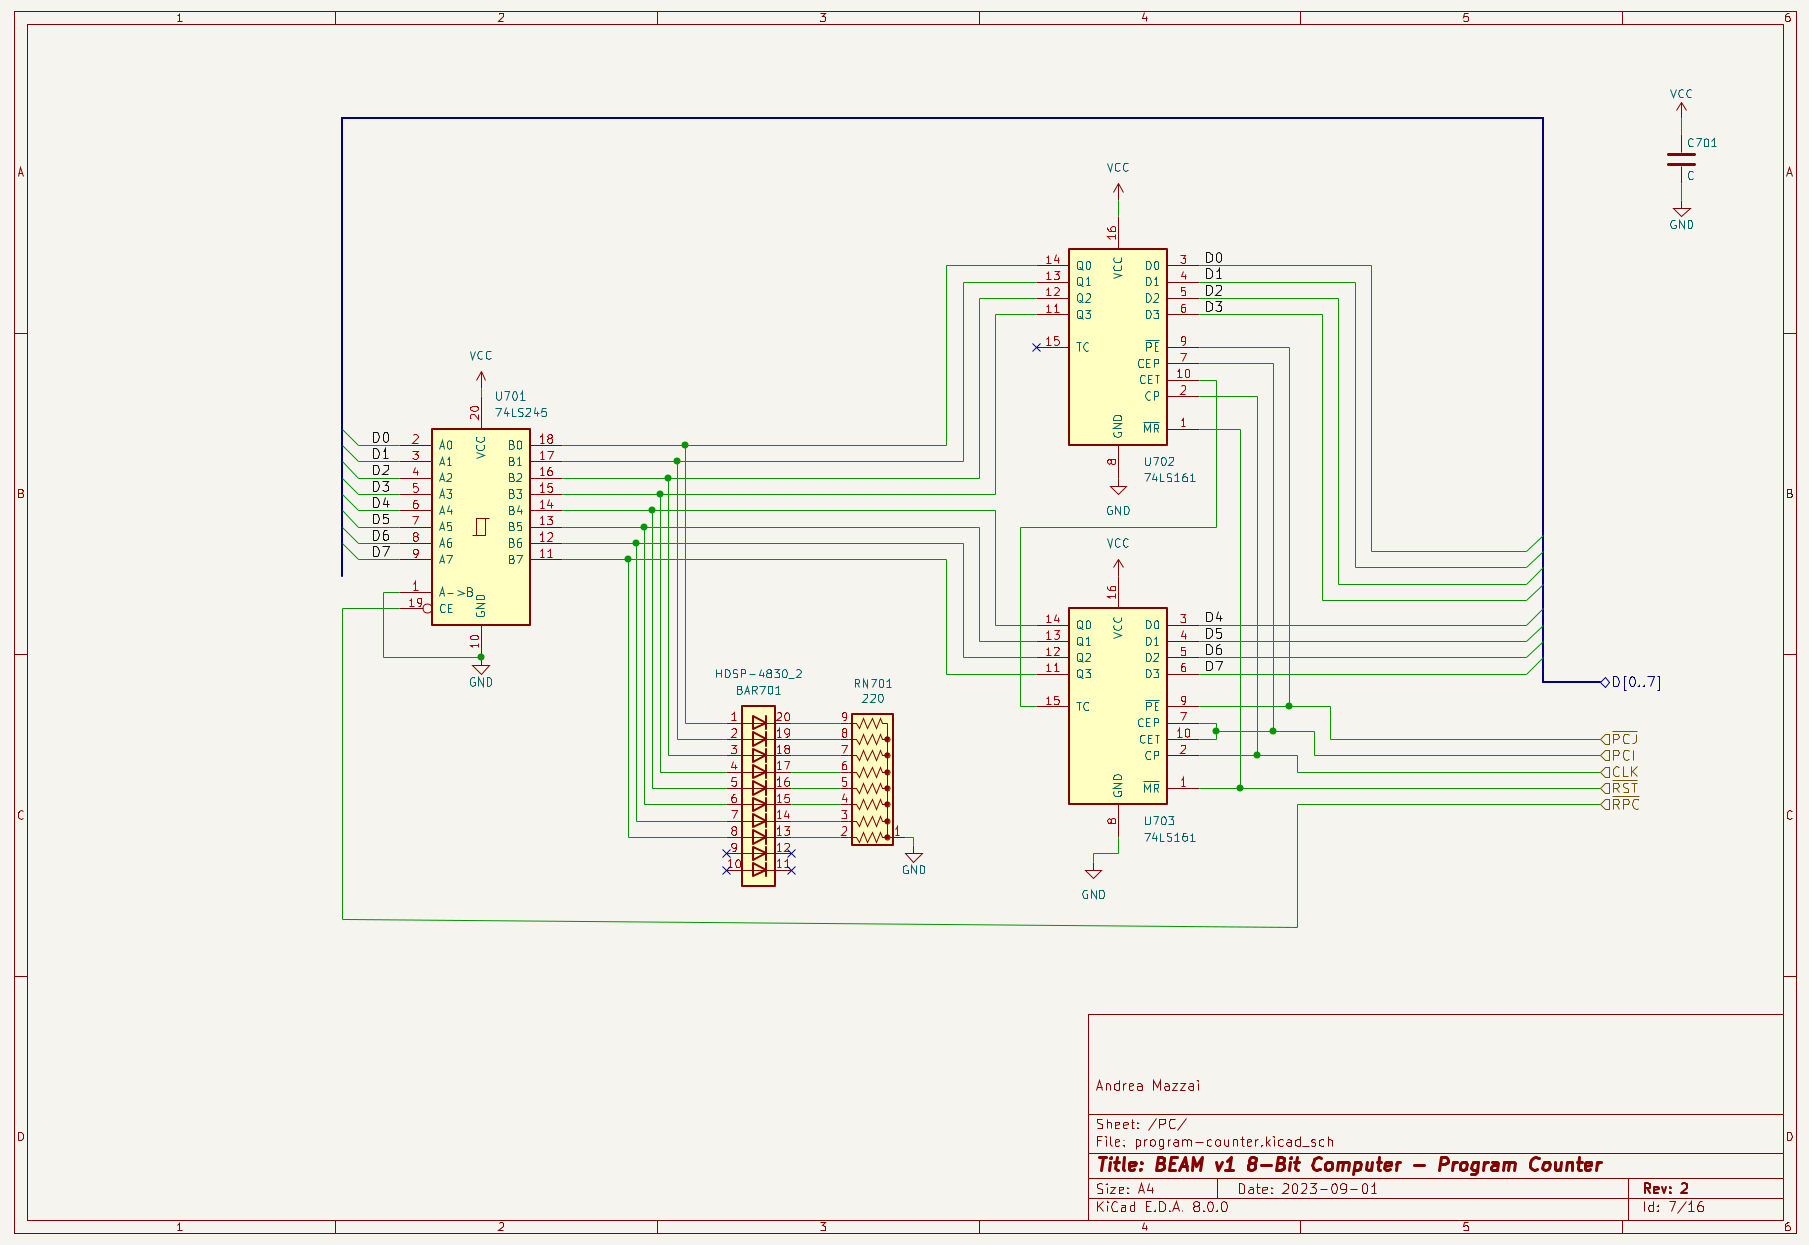 1 2 3 4 5 6
A A
B B
C C
D D
VCC
C701
C
GND
VCC
16
14 Q0 VCC D0 3 D0
13 Q1 D1 4 D1
12 Q2 D2 5 D2
11 Q3 D3 6 D3
15 TC PE 9
CEP 7
CET 10
CP 2
GND MR 1
8
U702
74LS161
GND
VCC
U701
74LS245
20
D0 2 A0 VCC B0 18
D1 3 A1 B1 17
D2 4 A2 B2 16
D3 5 A3 B3 15
D4 6 A4 B4 14
D5 7 A5 B5 13
D6 8 A6 B6 12
D7 9 A7 B7 11
1 A->B
19 CE GND
10
GND
VCC
16
14 Q0 VCC D0 3 D4
13 Q1 D1 4 D5
12 Q2 D2 5 D6
11 Q3 D3 6 D7
15 TC PE 9
CEP 7
CET 10
CP 2
GND MR 1
8
U703
74LS161
GND
HDSP-4830_2
BAR701
RN701
220
1 20 9
2 19 8
3 18 7
4 17 6
5 16 5
6 15 4
7 14 3
8 13 2 1
9 12
10 11
GND
D[0..7]
PCJ
PCI
CLK
RST
RPC
Andrea Mazzai
Sheet: /PC/
File: program-counter.kicad_sch
Title: BEAM v1 8-Bit Computer - Program Counter
Size: A4 Date: 2023-09-01 Rev: 2
KiCad E.D.A. 8.0.0 Id: 7/16
1 2 3 4 5 6